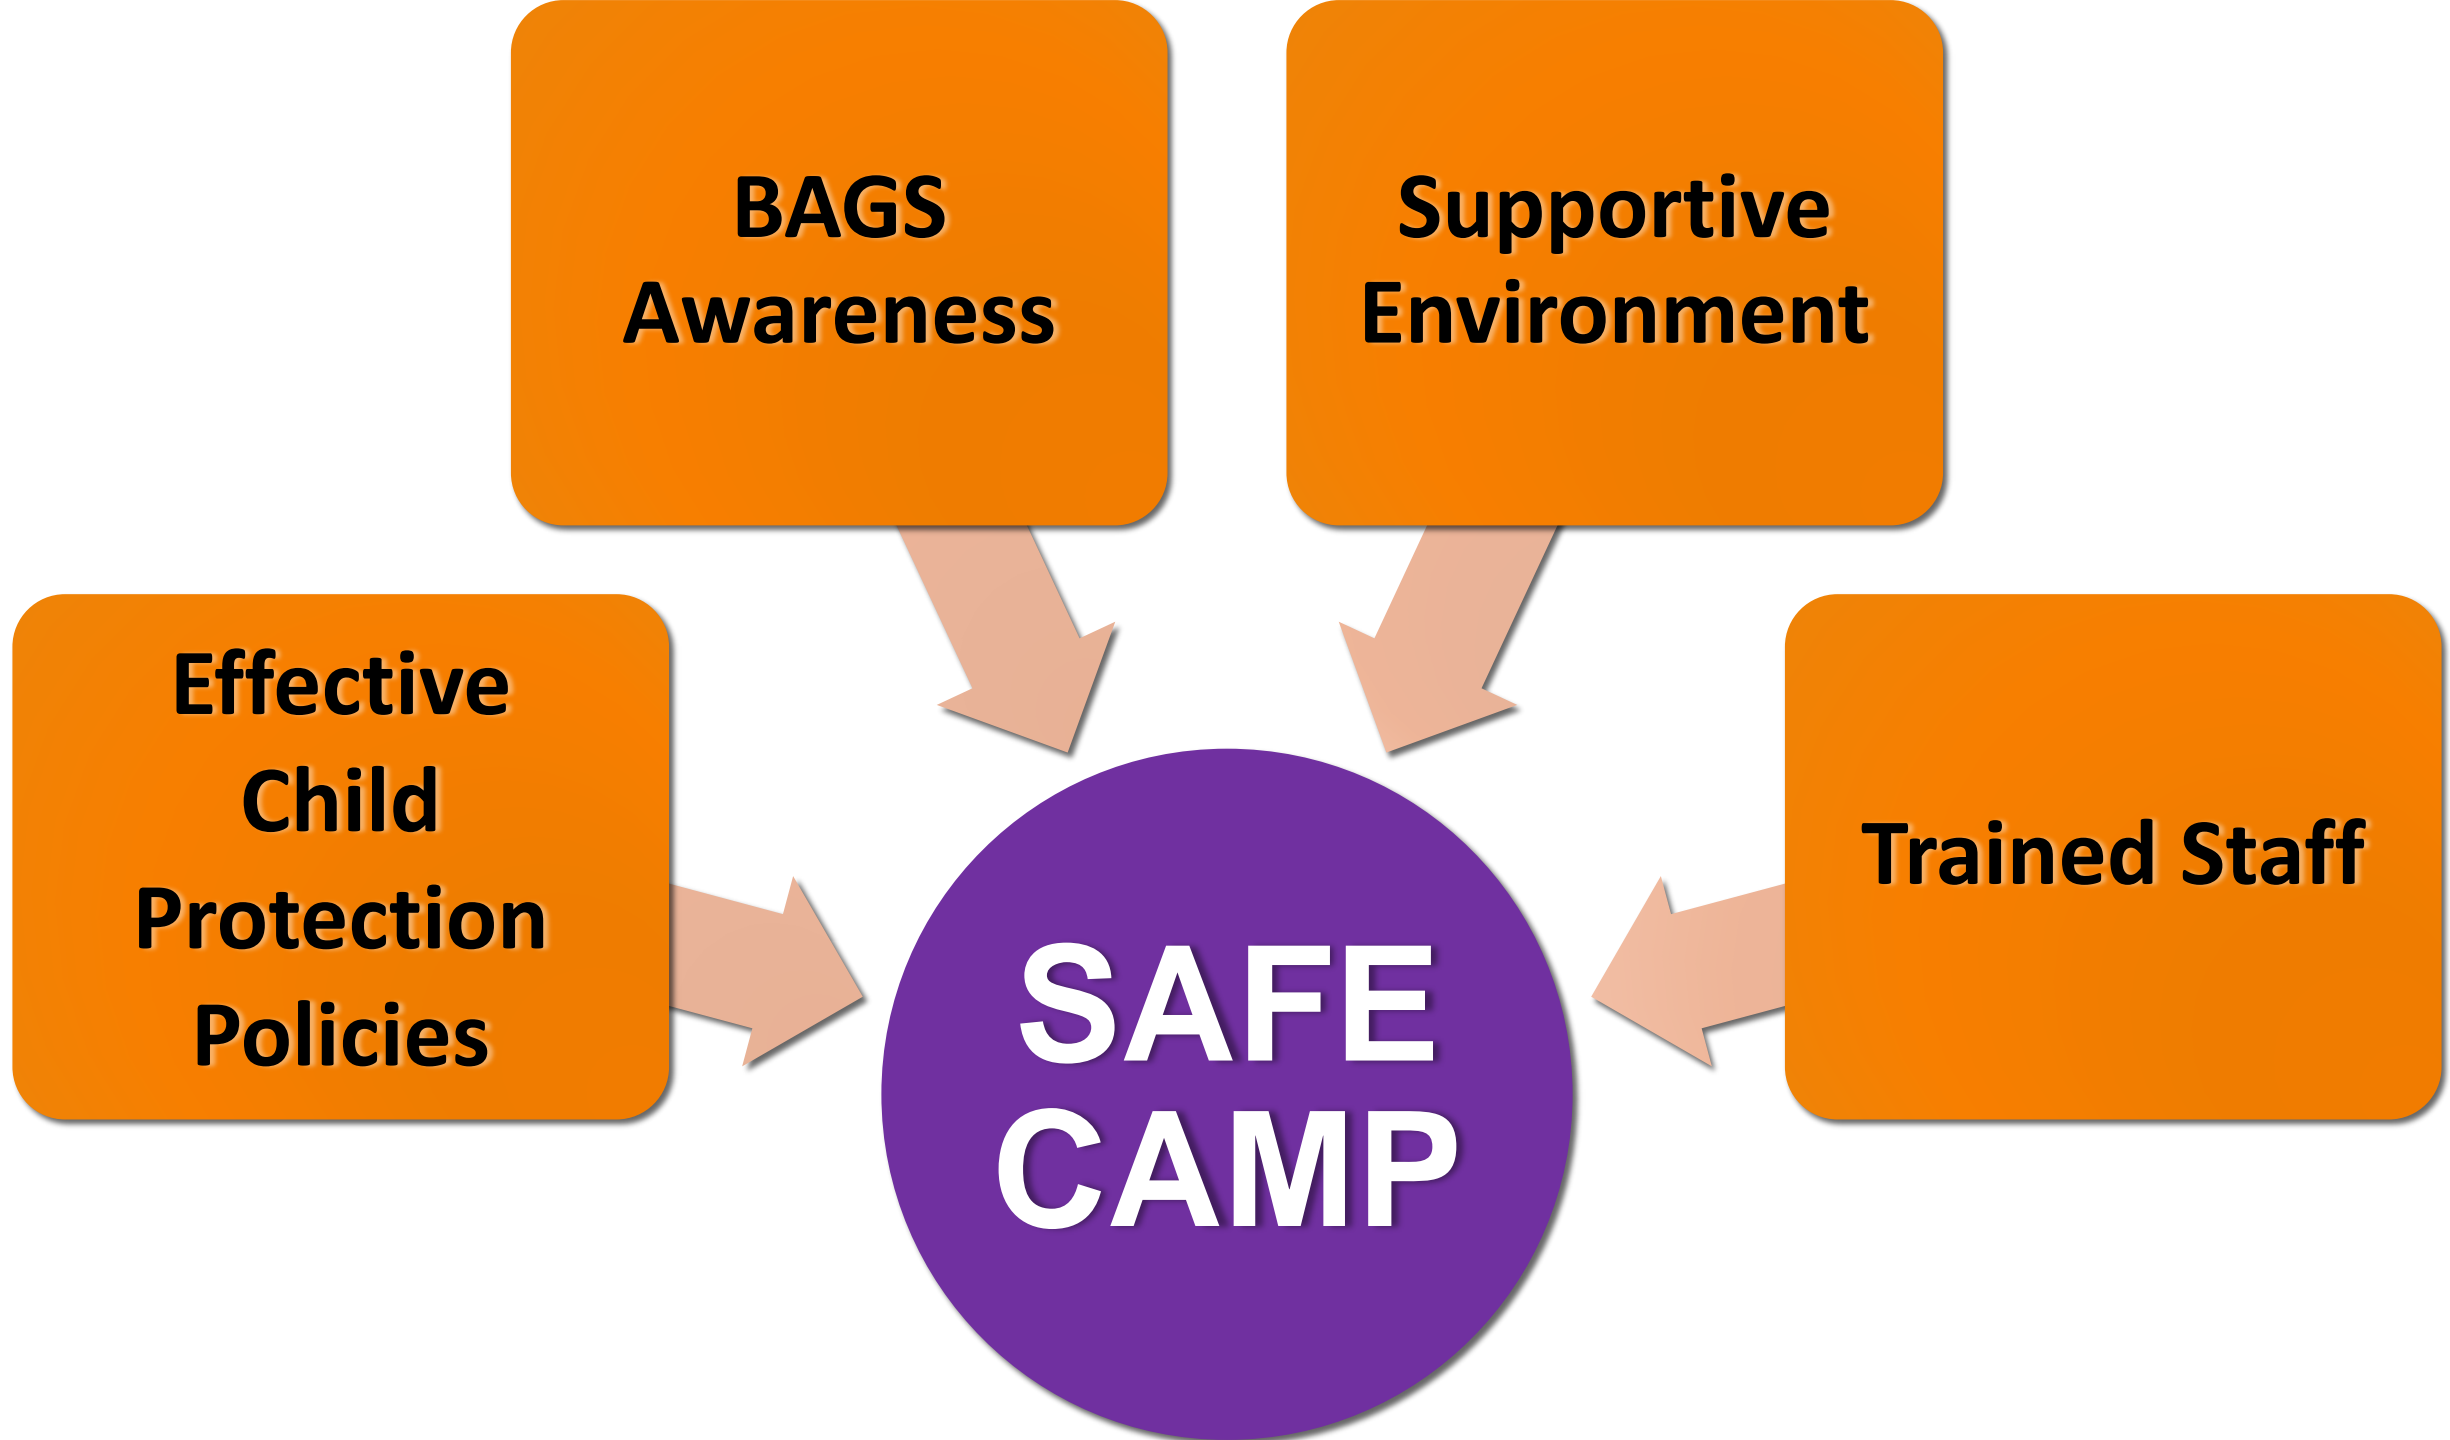 BAGS
Awareness
Supportive
Environment
Effective
Child
Protection
Policies
Trained Staff
SAFE
CAMP